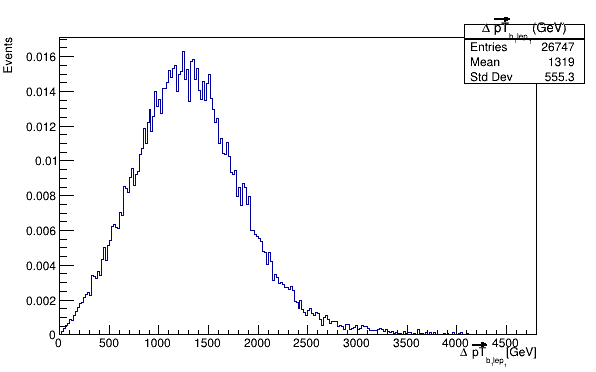 Δ pT b,lep₁ (GeV)
Entries 26747
Mean 1319
Std Dev 555.3
Events
0.016
0.014
0.012
0.01
0.008
0.006
0.004
0.002
0
0 500 1000 1500 2000 2500 3000 3500 4000 4500
Δ pT b,lep₁ [GeV]